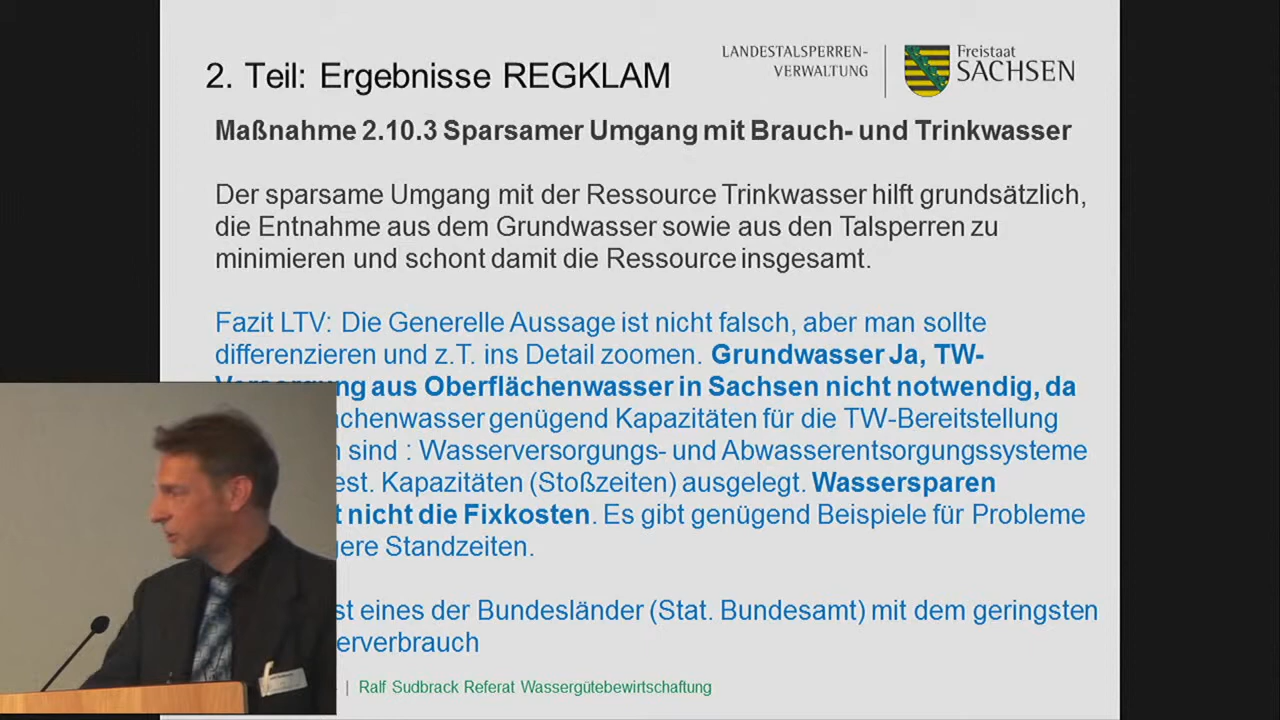 LANDESTALSPERREN-
VERWALTUNG
Freistaat
SACHSEN
2. Teil: Ergebnisse REGKLAM
Maßnahme 2.10.3 Sparsamer Umgang mit Brauch- und Trinkwasser
Der sparsame Umgang mit der Ressource Trinkwasser hilft grundsätzlich,
die Entnahme aus dem Grundwasser sowie aus den Talsperren zu
minimieren und schont damit die Ressource insgesamt.
Fazit LTV: Die Generelle Aussage ist nicht falsch, aber man sollte
differenzieren und z.T. ins Detail zoomen. Grundwasser Ja, TW-
aus Oberflächenwasser in Sachsen nicht notwendig, da
achenwasser genügend Kapazitäten für die TW-Bereitstellung
sind : Wasserversorgungs- und Abwasserentsorgungssysteme
est. Kapazitäten (Stoßzeiten) ausgelegt. Wassersparen
t nicht die Fixkosten. Es gibt genügend Beispiele für Probleme
gere Standzeiten.
st eines der Bundesländer (Stat. Bundesamt) mit dem geringsten
erverbrauch
| Ralf Sudbrack Referat Wassergütebewirtschaftung